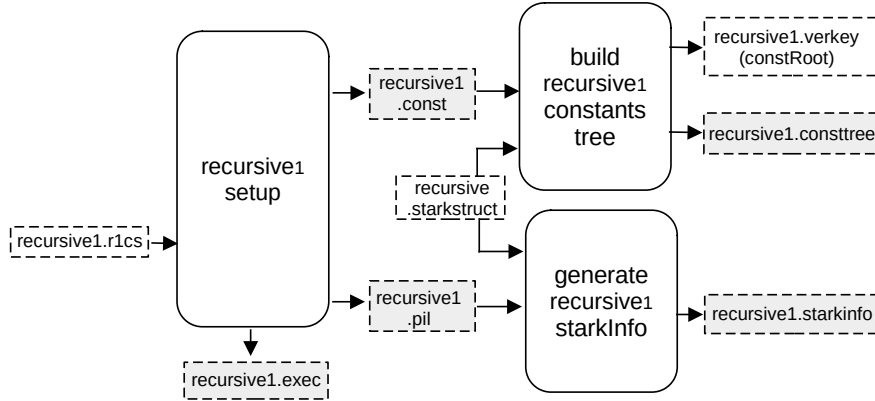 recursive1.r1cs
recursive1
setup
recursive1.exec
recursive1
.const
recursive
.starkstruct
recursive1
.pil
build
recursive1
constants
tree
generate
recursive1
starkInfo
recursive1.verkey
(constRoot)
recursive1.consttree
recursive1.starkinfo